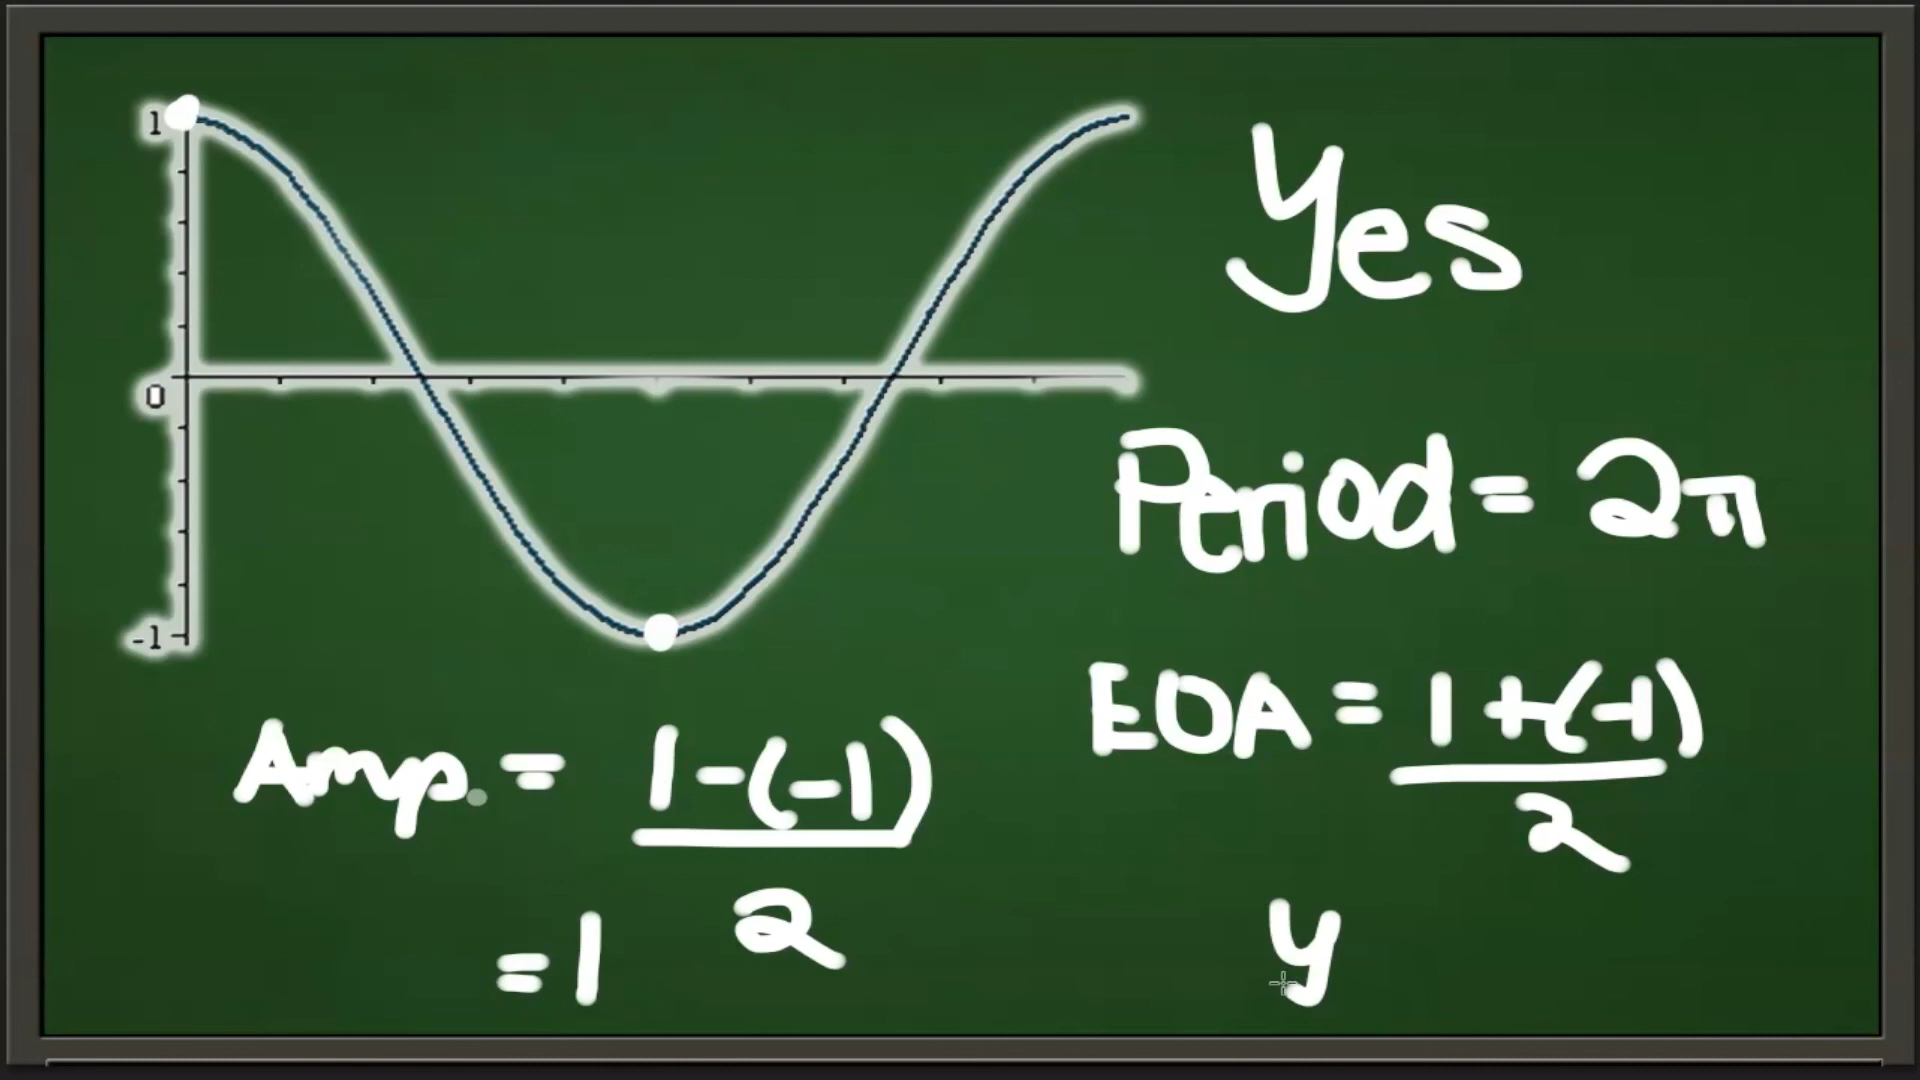 1
0
-1
Yes
Period = 2π
EOA = 1+(-1)
2
y
Amp. = 1-(-1)
2
=1